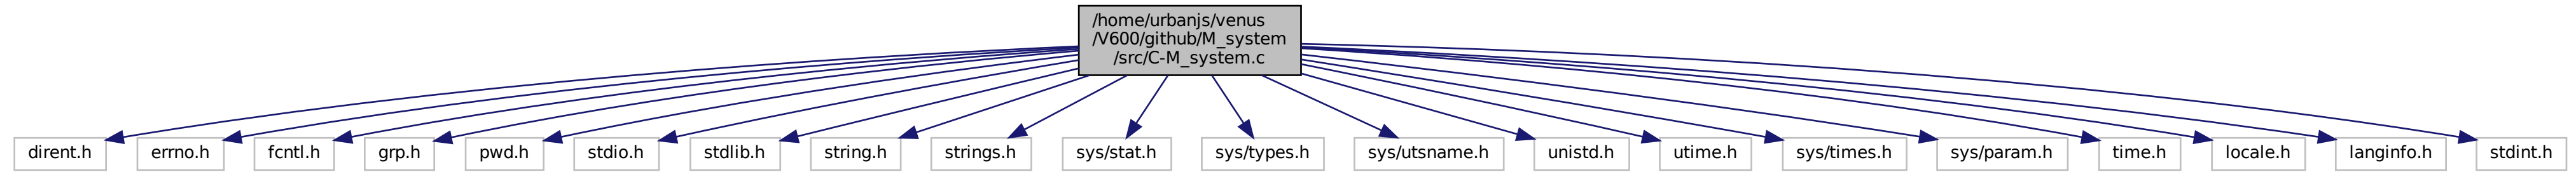 /home/urbanjs/venus
/V600/github/M_system
/src/C-M_system.c
dirent.h
errno.h
fcntl.h
grp.h
pwd.h
stdio.h
stdlib.h
string.h
strings.h
sys/stat.h
sys/types.h
sys/utsname.h
unistd.h
utime.h
sys/times.h
sys/param.h
time.h
locale.h
langinfo.h
stdint.h